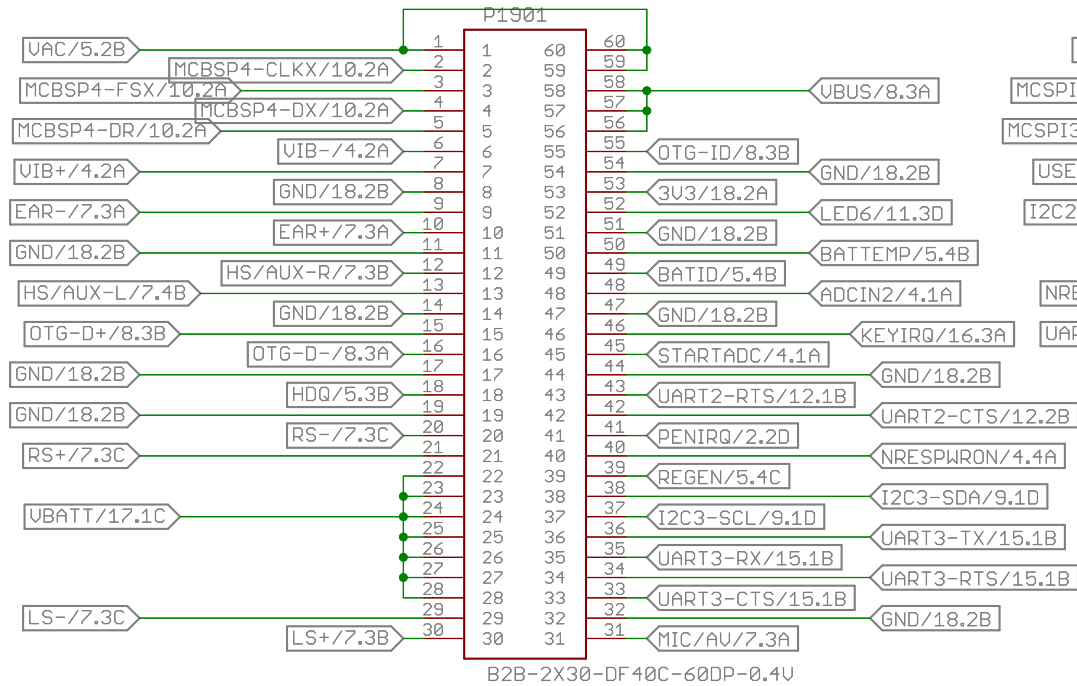 P1901
VAC/5.2B 1 1 60 60
MCBSP4-CLKX/10.2A 2 2 59 59
MCBSP4-FSX/10.2A 3 3 58 58 VBUS/8.3A MCSPI
MCBSP4-DX/10.2A 4 4 57 57
MCBSP4-DR/10.2A 5 5 56 56 MCSPI3
VIB-/4.2A 6 6 55 55 OTG-ID/8.3B
VIB+/4.2A 7 7 54 54 GND/18.2B USE
GND/18.2B 8 8 53 53 3V3/18.2A
EAR-/7.3A 9 9 52 52 LED6/11.3D I2C2
EAR+/7.3A 10 10 51 51 GND/18.2B
GND/18.2B 11 11 50 50 BATTEMP/5.4B
HS/AUX-R/7.3B 12 12 49 49 BATID/5.4B
HS/AUX-L/7.4B 13 13 48 48 ADCIN2/4.1A NRE
GND/18.2B 14 14 47 47 GND/18.2B
OTG-D+/8.3B 15 15 46 46 KEYIRQ/16.3A UAR
OTG-D-/8.3A 16 16 45 45 STARTADC/4.1A
GND/18.2B 17 17 44 44 GND/18.2B
HDQ/5.3B 18 18 43 43 UART2-RTS/12.1B
GND/18.2B 19 19 42 42 UART2-CTS/12.2B
RS-/7.3C 20 20 41 41 PENIRQ/2.2D
RS+/7.3C 21 21 40 40 NRESPWRON/4.4A
22 22 39 39 REGEN/5.4C
23 23 38 38 I2C3-SDA/9.1D
VBATT/17.1C 24 24 37 37 I2C3-SCL/9.1D
25 25 36 36 UART3-TX/15.1B
26 26 35 35 UART3-RX/15.1B
27 27 34 34 UART3-RTS/15.1B
28 28 33 33 UART3-CTS/15.1B
LS-/7.3C 29 29 32 32 GND/18.2B
LS+/7.3B 30 30 31 31 MIC/AV/7.3A
B2B-2X30-DF40C-60DP-0.4V